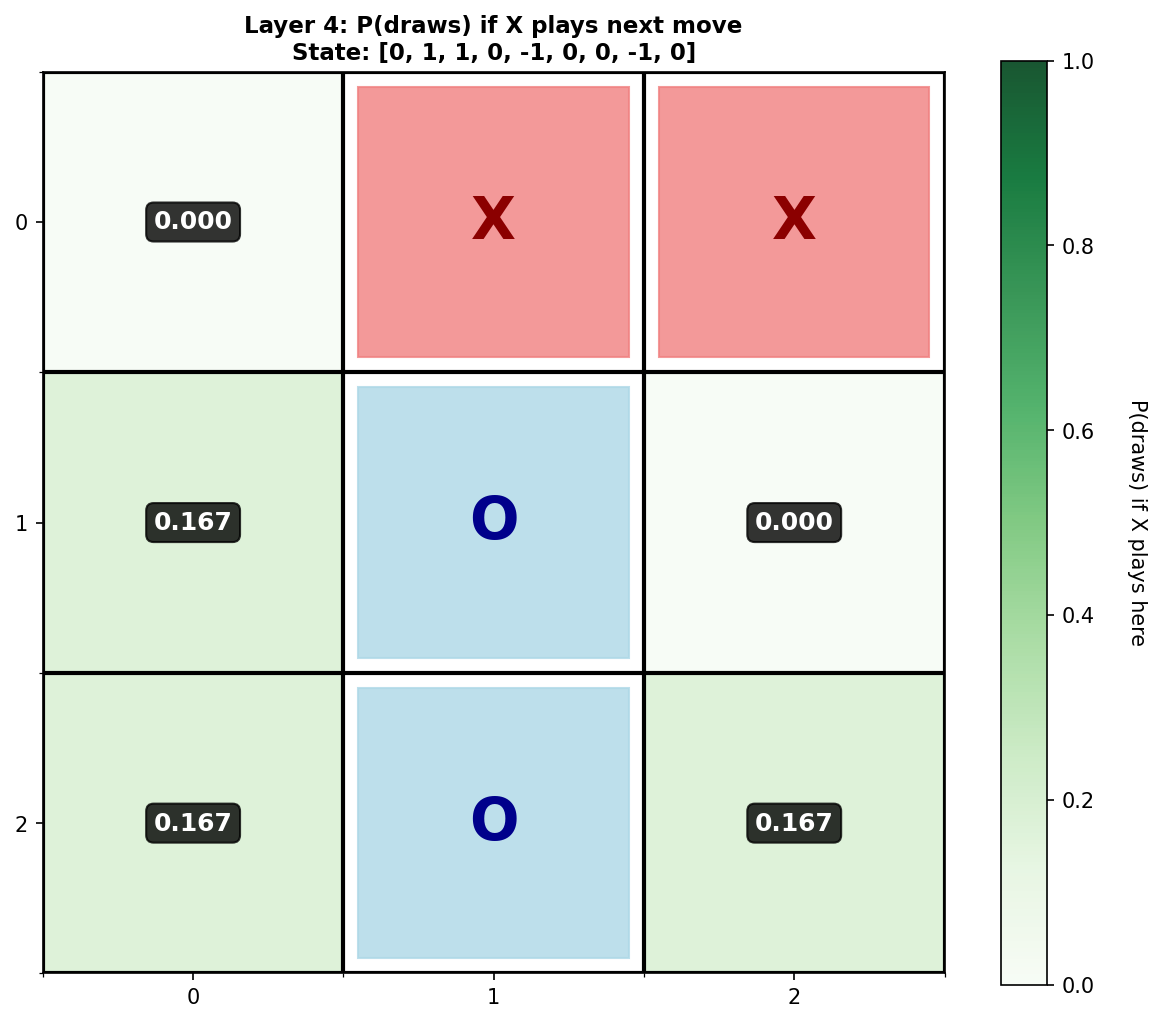 Layer 4: P(draws) if X plays next move
State: [0, 1, 1, 0, -1, 0, 0, -1, 0]
0
0.000
X
X
1
0.167
O
0.000
2
0.167
O
0.167
0
1
2
1.0
0.8
0.6
0.4
0.2
0.0
P(draws) if X plays here